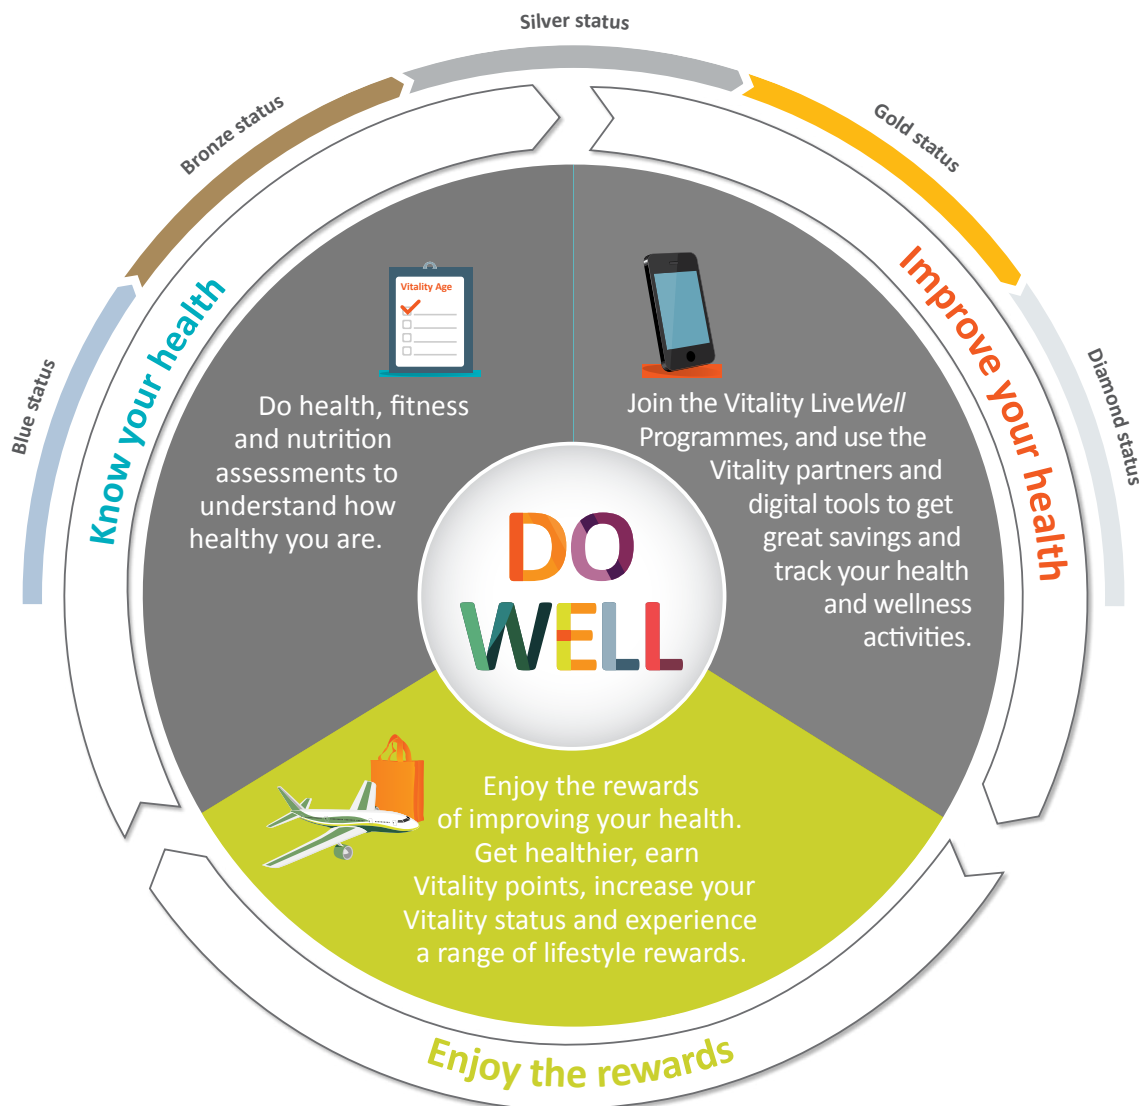 Silver status
Bronze status
Gold status
Blue status
Diamond status
Know your health
Improve your health
Vitality Age
Do health, fitness
and nutrition
assessments to
understand how
healthy you are.
Join the Vitality LiveWell
Programmes, and use the
Vitality partners and
digital tools to get
great savings and
track your health
and wellness
activities.
DO
WELL
Enjoy the rewards
of improving your health.
Get healthier, earn
Vitality points, increase your
Vitality status and experience
a range of lifestyle rewards.
Enjoy the rewards